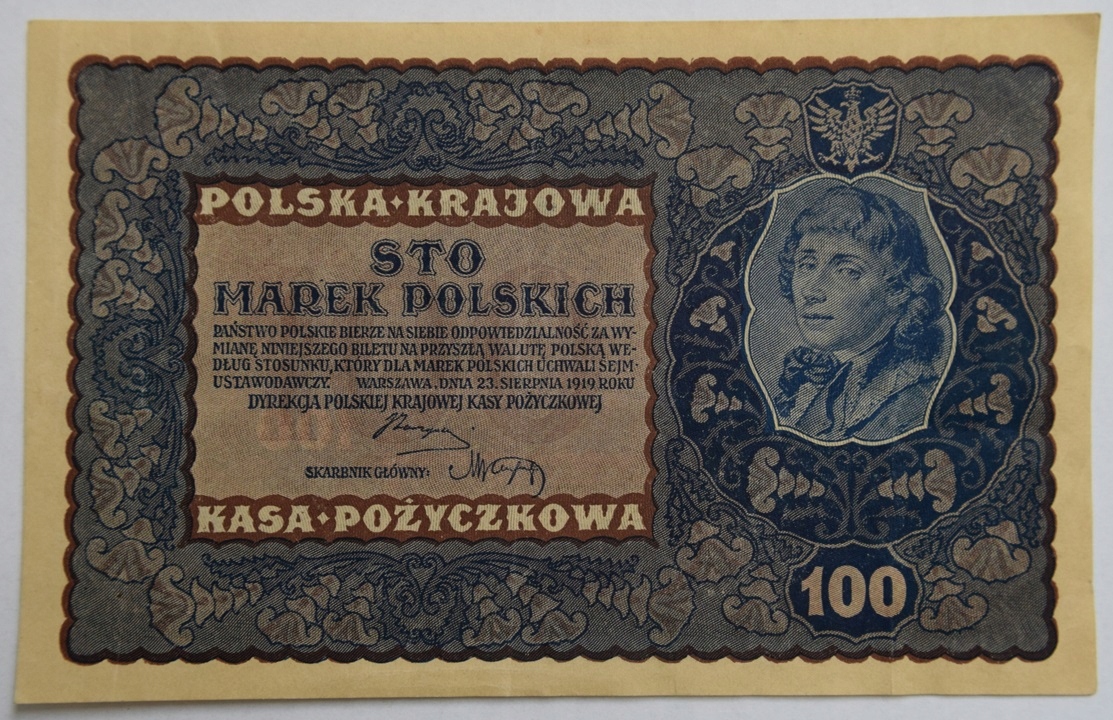 POLSKA·KRAJOWA
STO
MAREK POLSKICH
PAŃSTWO POLSKIE BIERZE NA SIEBIE ODPOWIEDZIALNOŚĆ ZA WY-
MIANĘ NINIEJSZEGO BILETU NA PRZYSZŁĄ WALUTĘ POLSKĄ WE-
DŁUG STOSUNKU, KTÓRY DLA MAREK POLSKICH UCHWALI SEJM-
USTAWODAWCZY. WARSZAWA, DNIA 23. SIERPNIA 1919 ROKU
DYREKCJA POLSKIEJ KRAJOWEJ KASY POŻYCZKOWEJ
SKARBNIK GŁÓWNY:
KASA·POŻYCZKOWA
100